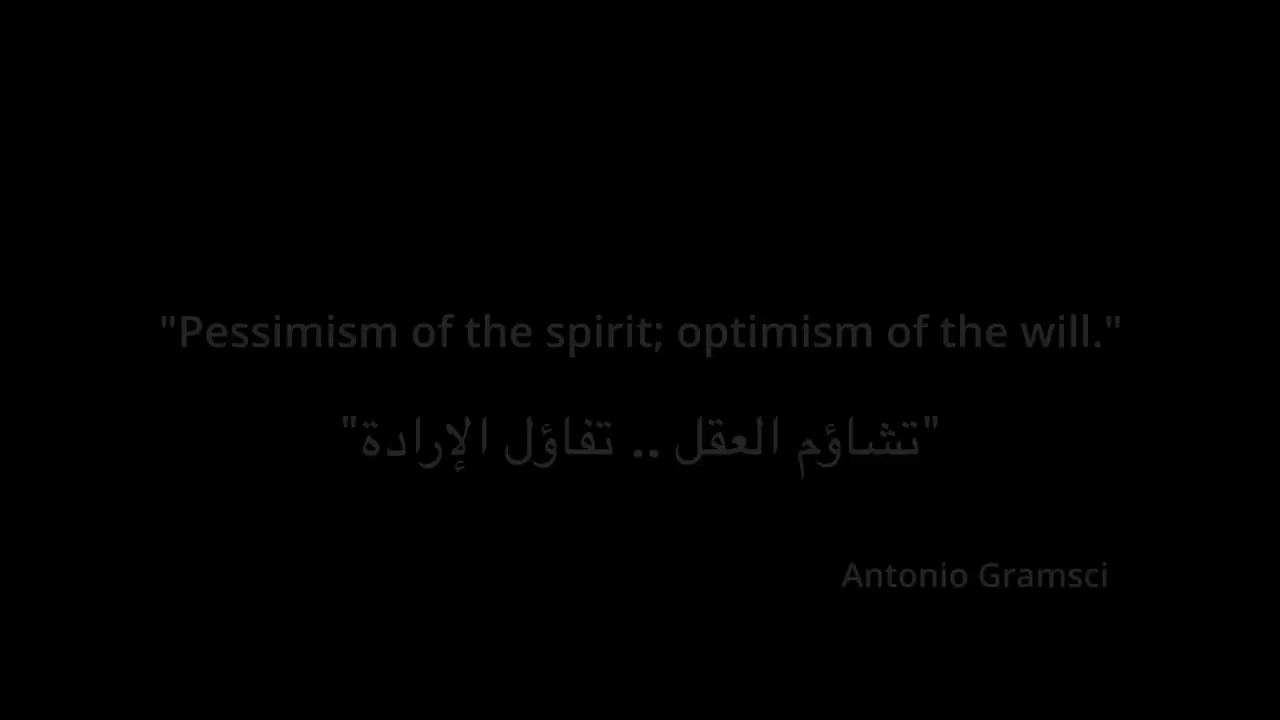 "Pessimism of the spirit; optimism of the will."
"تشاؤم العقل .. تفاؤل الإرادة"
Antonio Gramsci